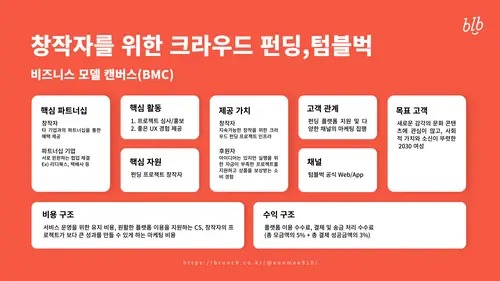 blb
창작자를 위한 크라우드 펀딩,텀블벅
비즈니스 모델 캔버스(BMC)
핵심 파트너십
창작자
타 기업과의 파트너십을 통한
혜택 제공
파트너십 기업
서로 윈윈하는 협업 체결
Ex) 리디북스, 텍배사 등
핵심 활동
1. 프로젝트 심사/홍보
2. 좋은 UX 경험 제공
핵심 자원
펀딩 프로젝트 창작자
제공 가치
창작자
지속가능한 창작을 위한 크라
우드 펀딩 프로젝트 인프라
후원자
아이디어는 있지만 실행을 위
한 자금이 부족한 프로젝트를
지원하고 상품을 보상받는 소
비 경험
고객 관계
펀딩 플랫폼 지원 및 다
양한 채널의 마케팅 집행
채널
텀블벅 공식 Web/App
목표 고객
새로운 감각의 문화 콘텐
츠에 관심이 많고, 사회
적 가치와 소신이 뚜렷한
2030 여성
비용 구조
서비스 운영을 위한 유지 비용, 원활한 플랫폼 이용을 지원하는 CS, 창작자의 프
로젝트가 보다 큰 성과를 만들 수 있게 하는 마케팅 비용
수익 구조
플랫폼 이용 수수료, 결제 및 송금 처리 수수료
(총 모금액의 5% + 총 결제 성공금액의 3%)